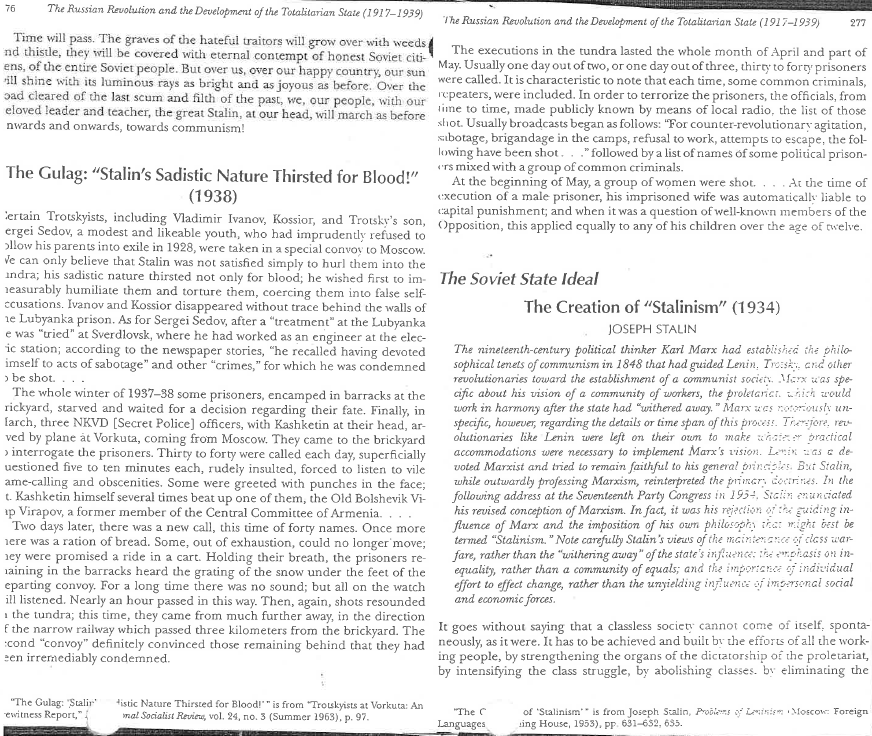 76 The Russian Revolution and the Development of the Totalitarian State (1917–1939)
Time will pass. The graves of the hateful traitors will grow over with weeds
nd thistle, they will be covered with eternal contempt of honest Soviet citi-
ens, of the entire Soviet people. But over us, over our happy country, our sun
ill shine with its luminous rays as bright and as joyous as before. Over the
oad cleared of the last scum and filth of the past, we, our people, with our
eloved leader and teacher, the great Stalin, at our head, will march as before
nwards and onwards, towards communism!
The Gulag: "Stalin's Sadistic Nature Thirsted for Blood!"
(1938)
ertain Trotskyists, including Vladimir Ivanov, Kossior, and Trotsky's son,
ergei Sedov, a modest and likeable youth, who had imprudently refused to
ollow his parents into exile in 1928, were taken in a special convoy to Moscow.
Ve can only believe that Stalin was not satisfied simply to hurl them into the
undra; his sadistic nature thirsted not only for blood; he wished first to im-
easurably humiliate them and torture them, coercing them into false self-
ccusations. Ivanov and Kossior disappeared without trace behind the walls of
e Lubyanka prison. As for Sergei Sedov, after a "treatment" at the Lubyanka
e was "tried" at Sverdlovsk, where he had worked as an engineer at the elec-
ric station; according to the newspaper stories, "he recalled having devoted
imself to acts of sabotage" and other "crimes," for which he was condemned
o be shot. . . .
The whole winter of 1937–38 some prisoners, encamped in barracks at the
rickyard, starved and waited for a decision regarding their fate. Finally, in
arch, three NKVD [Secret Police] officers, with Kashketin at their head, ar-
ved by plane at Vorkuta, coming from Moscow. They came to the brickyard
o interrogate the prisoners. Thirty to forty were called each day, superficially
uestioned five to ten minutes each, rudely insulted, forced to listen to vile
ame-calling and obscenities. Some were greeted with punches in the face;
t. Kashketin himself several times beat up one of them, the Old Bolshevik Vi-
p Virapov, a former member of the Central Committee of Armenia. . . .
Two days later, there was a new call, this time of forty names. Once more
here was a ration of bread. Some, out of exhaustion, could no longer move;
hey were promised a ride in a cart. Holding their breath, the prisoners re-
aining in the barracks heard the grating of the snow under the feet of the
eparting convoy. For a long time there was no sound; but all on the watch
ill listened. Nearly an hour passed in this way. Then, again, shots resounded
the tundra; this time, they came from much further away, in the direction
f the narrow railway which passed three kilometers from the brickyard. The
cond "convoy" definitely convinced those remaining behind that they had
een irremediably condemned.
"The Gulag: 'Stalin' istic Nature Thirsted for Blood!'" is from "Trotskyists at Vorkuta: An
ewitness Report," nal Socialist Review, vol. 24, no. 3 (Summer 1963), p. 97.
The Russian Revolution and the Development of the Totalitarian State (1917–1939) 277
The executions in the tundra lasted the whole month of April and part of
May. Usually one day out of two, or one day out of three, thirty to forty prisoners
were called. It is characteristic to note that each time, some common criminals,
repeaters, were included. In order to terrorize the prisoners, the officials, from
time to time, made publicly known by means of local radio, the list of those
shot. Usually broadcasts began as follows: "For counter-revolutionary agitation,
sabotage, brigandage in the camps, refusal to work, attempts to escape, the fol-
lowing have been shot . . ." followed by a list of names of some political prison-
ers mixed with a group of common criminals.
At the beginning of May, a group of women were shot. . . . At the time of
execution of a male prisoner, his imprisoned wife was automatically liable to
capital punishment; and when it was a question of well-known members of the
Opposition, this applied equally to any of his children over the age of twelve.
The Soviet State Ideal
The Creation of "Stalinism" (1934)
JOSEPH STALIN
The nineteenth-century political thinker Karl Marx had established the philo-
sophical tenets of communism in 1848 that had guided Lenin, Trotsky, and other
revolutionaries toward the establishment of a communist society. Marx was spe-
cific about his vision of a community of workers, the proletariat, which would
work in harmony after the state had "withered away." Marx was notoriously un-
specific, however, regarding the details or time span of this process. Therefore, rev-
olutionaries like Lenin were left on their own to make whatever practical
accommodations were necessary to implement Marx's vision. Lenin was a de-
voted Marxist and tried to remain faithful to his general principles. But Stalin,
while outwardly professing Marxism, reinterpreted the primary doctrines. In the
following address at the Seventeenth Party Congress in 1934, Stalin enunciated
his revised conception of Marxism. In fact, it was his rejection of the guiding in-
fluence of Marx and the imposition of his own philosophy that might best be
termed "Stalinism." Note carefully Stalin's views of the maintenance of class war-
fare, rather than the "withering away" of the state's influence; the emphasis on in-
equality, rather than a community of equals; and the importance of individual
effort to effect change, rather than the unyielding influence of impersonal social
and economic forces.
It goes without saying that a classless society cannot come of itself, sponta-
neously, as it were. It has to be achieved and built by the efforts of all the work-
ing people, by strengthening the organs of the dictatorship of the proletariat,
by intensifying the class struggle, by abolishing classes, by eliminating the
"The C of 'Stalinism'" is from Joseph Stalin, Problems of Leninism (Moscow: Foreign
Languages ing House, 1953), pp. 631–632, 635.